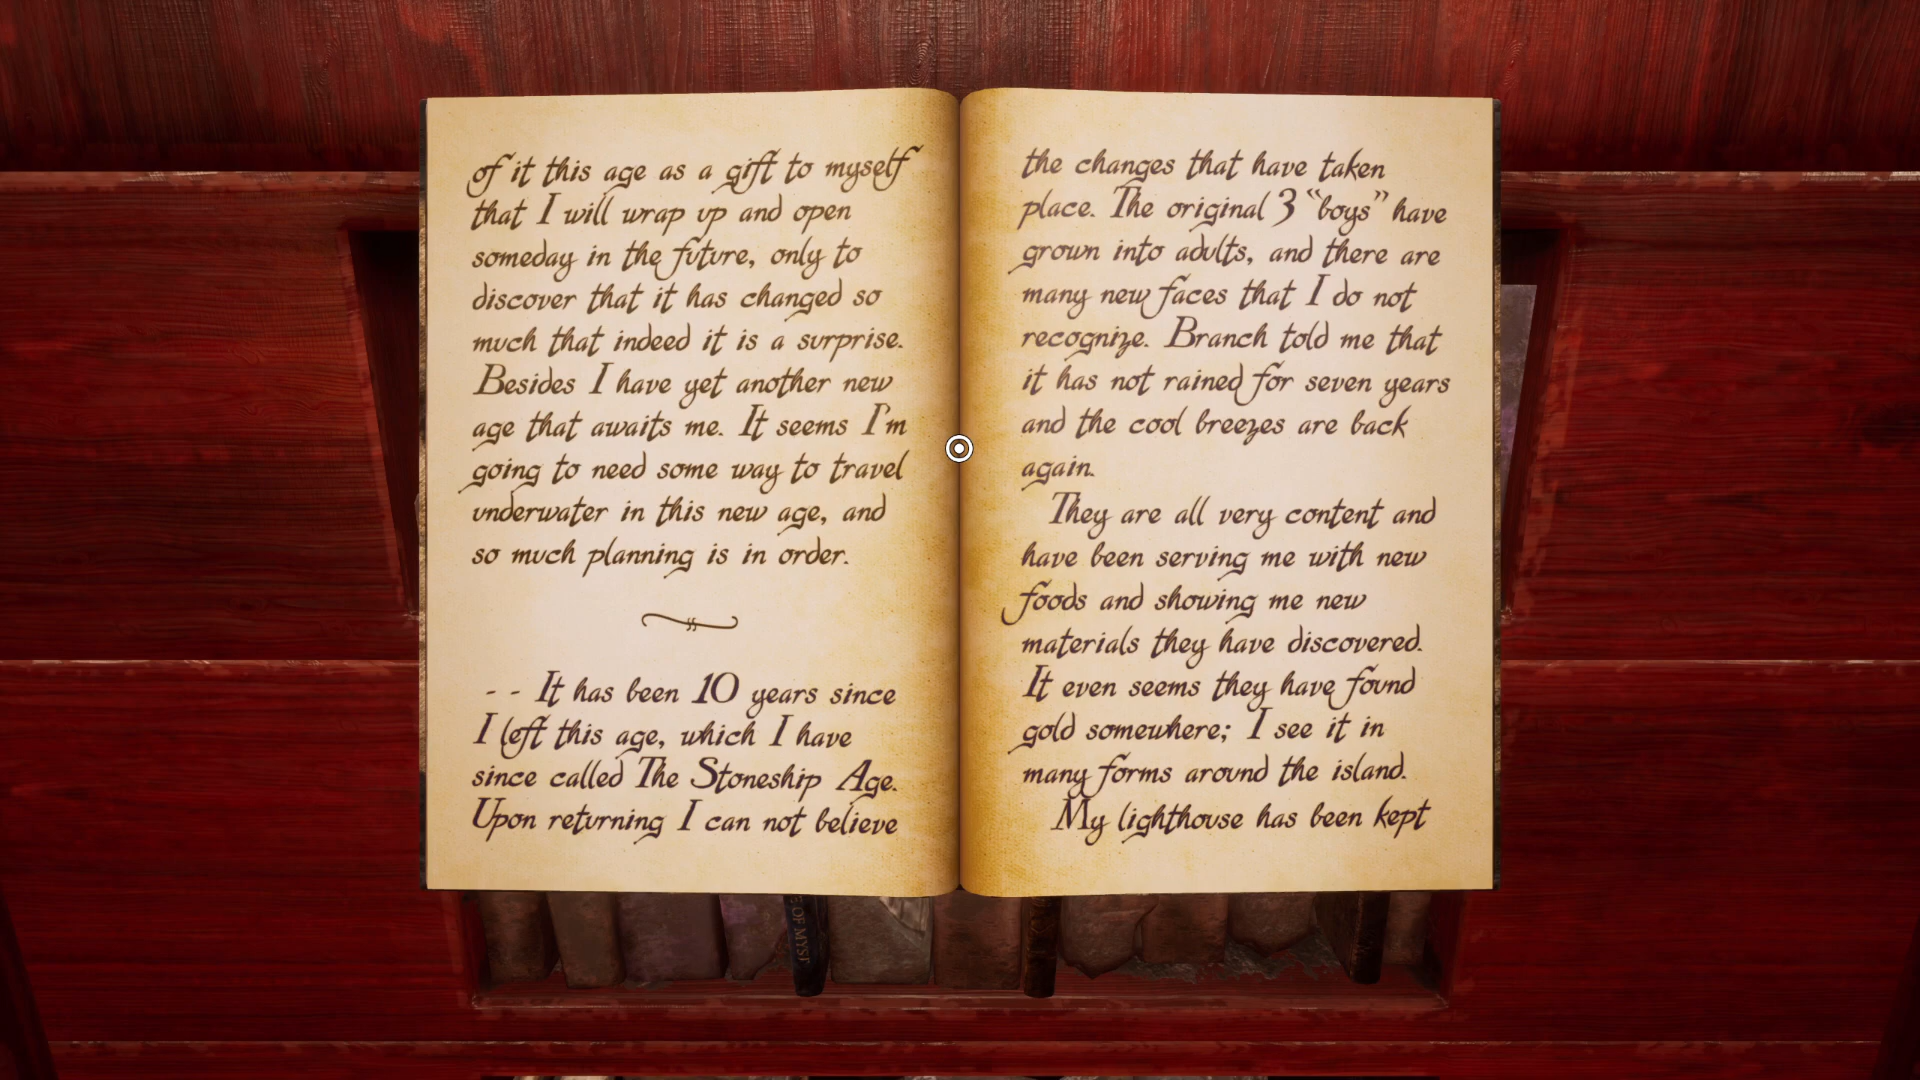 of it this age as a gift to myself
that I will wrap up and open
someday in the future, only to
discover that it has changed so
much that indeed it is a surprise.
Besides I have yet another new
age that awaits me. It seems I'm
going to need some way to travel
underwater in this new age, and
so much planning is in order.
- - It has been 10 years since
I left this age, which I have
since called The Stoneship Age.
Upon returning I can not believe
the changes that have taken
place. The original 3 “boys” have
grown into adults, and there are
many new faces that I do not
recognize. Branch told me that
it has not rained for seven years
and the cool breezes are back
again.
They are all very content and
have been serving me with new
foods and showing me new
materials they have discovered.
It even seems they have found
gold somewhere; I see it in
many forms around the island.
My lighthouse has been kept
OF MYST